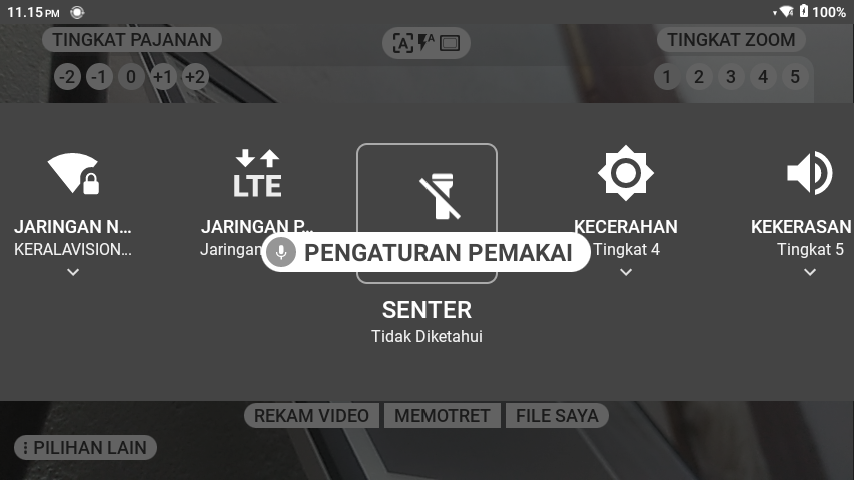 11.15 PM
100%
TINGKAT PAJANAN
A
A
TINGKAT ZOOM
-2 -1 0 +1 +2
1 2 3 4 5
LTE
JARINGAN N...
JARINGAN P...
KECERAHAN
KEKERASAN
KERALAVISION...
Jaringan
PENGATURAN PEMAKAI
Tingkat 4
Tingkat 5
SENTER
Tidak Diketahui
REKAM VIDEO
MEMOTRET
FILE SAYA
PILIHAN LAIN